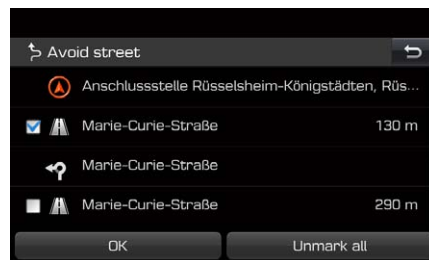 Avoid street
Anschlussstelle Rüsselsheim-Königstädten, Rüs...
Marie-Curie-Straße 130 m
Marie-Curie-Straße
Marie-Curie-Straße 290 m
OK Unmark all